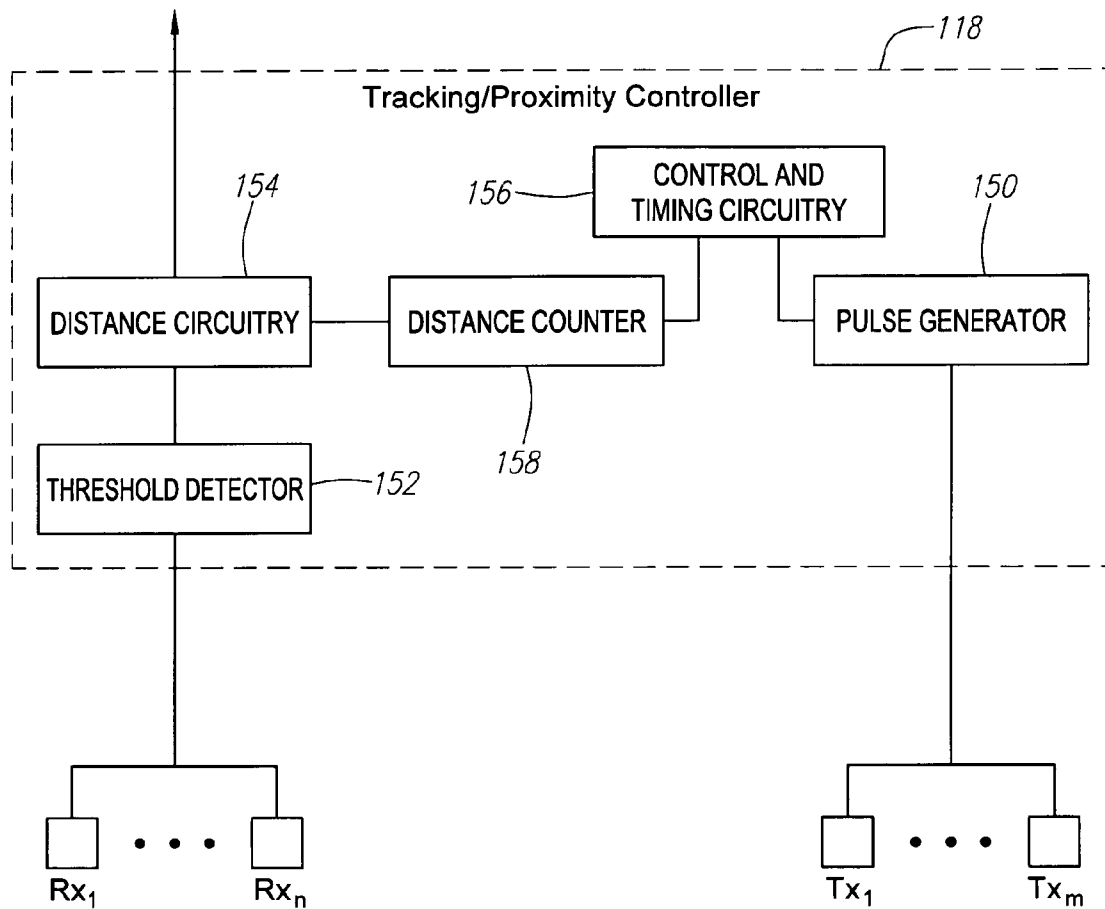 118
Tracking/Proximity Controller
154
156
CONTROL AND
TIMING CIRCUITRY
150
DISTANCE CIRCUITRY
DISTANCE COUNTER
PULSE GENERATOR
158
THRESHOLD DETECTOR
152
Rx1
Rxn
Tx1
Txm